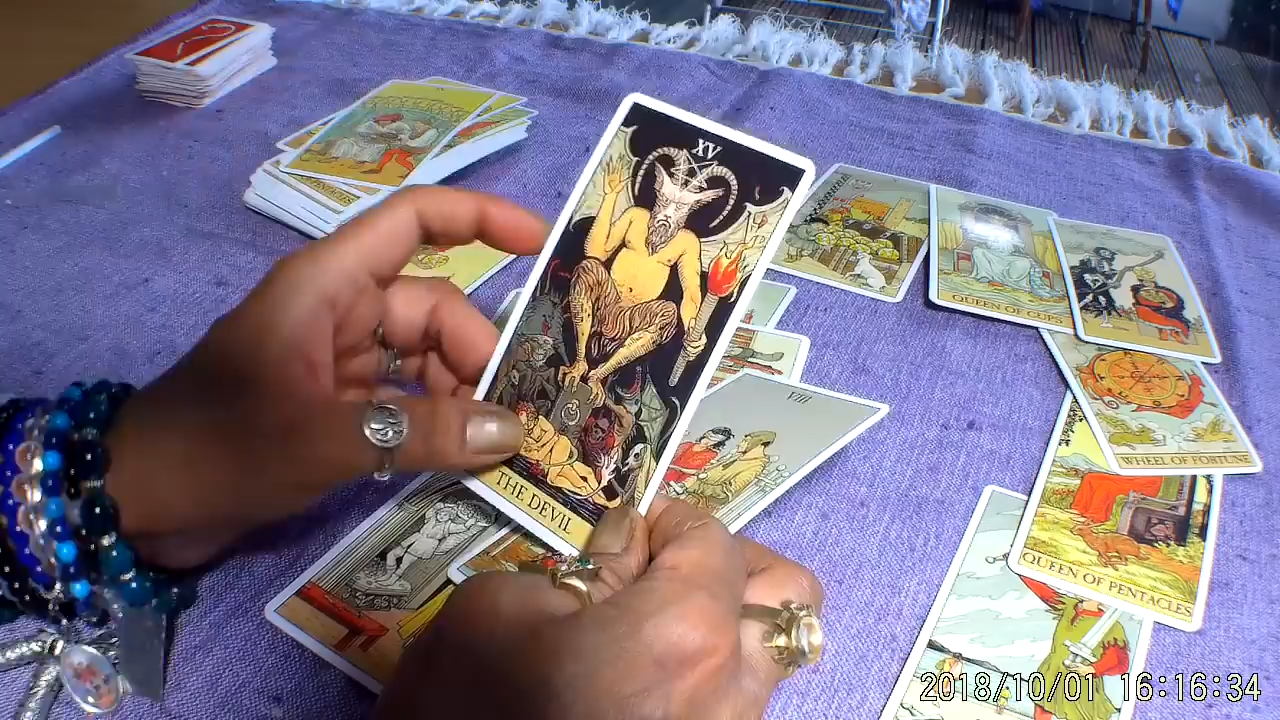 XV
THE DEVIL
PENTACLES
VIII
QUEEN OF CUPS
WHEEL OF FORTUNE
QUEEN OF PENTACLES
2018/10/01 16:16:34